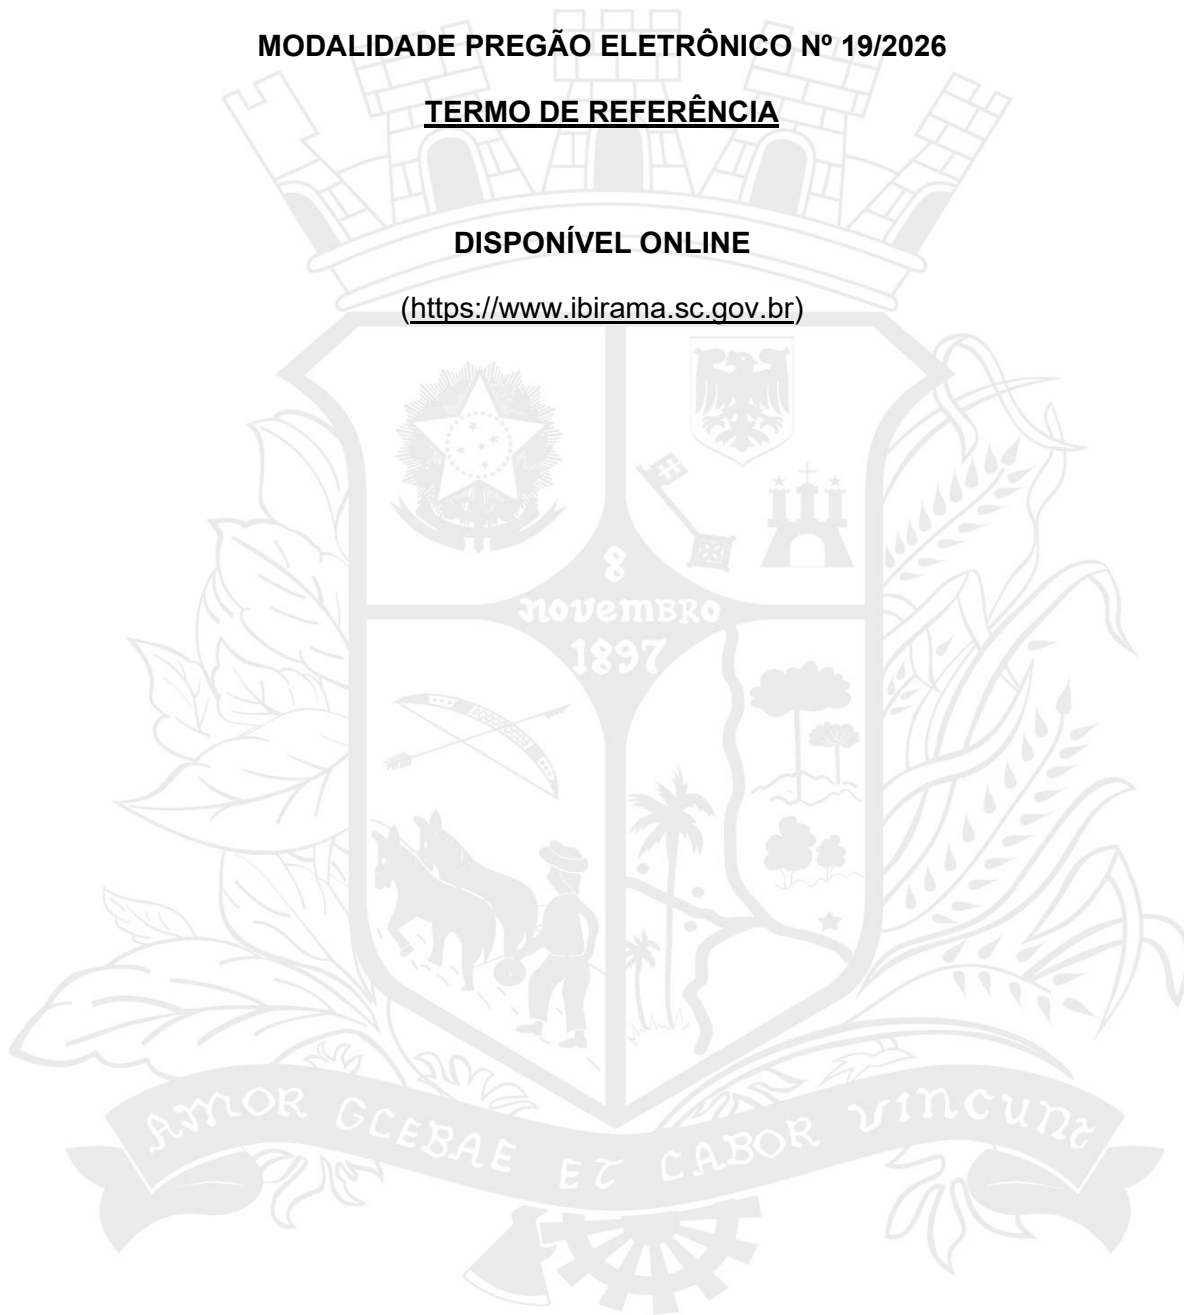 MODALIDADE PREGÃO ELETRÔNICO Nº 19/2026
TERMO DE REFERÊNCIA
DISPONÍVEL ONLINE
(https://www.ibirama.sc.gov.br)
8
NOVEMBRO
1897
AMOR GLEBAE ET LABOR VINCUNT